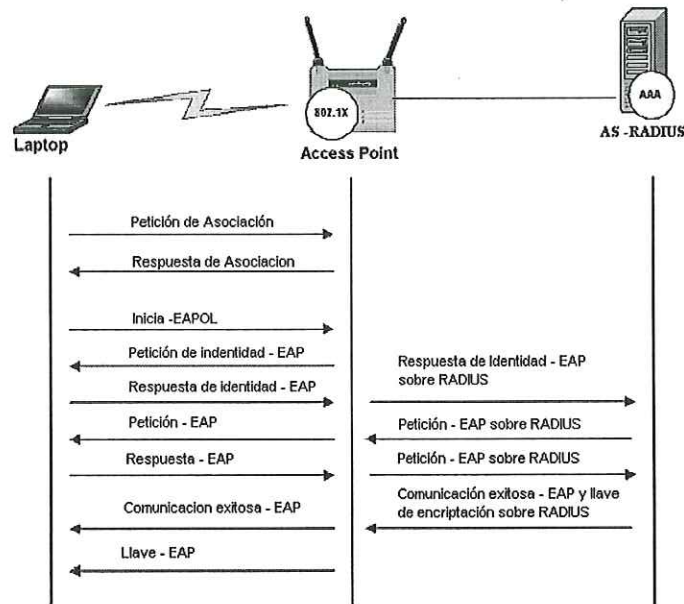 802.1X
AAA
Laptop
Access Point
AS -RADIUS
Petición de Asociación
Respuesta de Asociacion
Inicia -EAPOL
Petición de indentidad - EAP
Respuesta de Identidad - EAP
sobre RADIUS
Respuesta de identidad - EAP
Petición - EAP
Petición - EAP sobre RADIUS
Respuesta - EAP
Petición - EAP sobre RADIUS
Comunicacion exitosa - EAP
Comunicación exitosa - EAP y llave
de encriptación sobre RADIUS
Llave - EAP